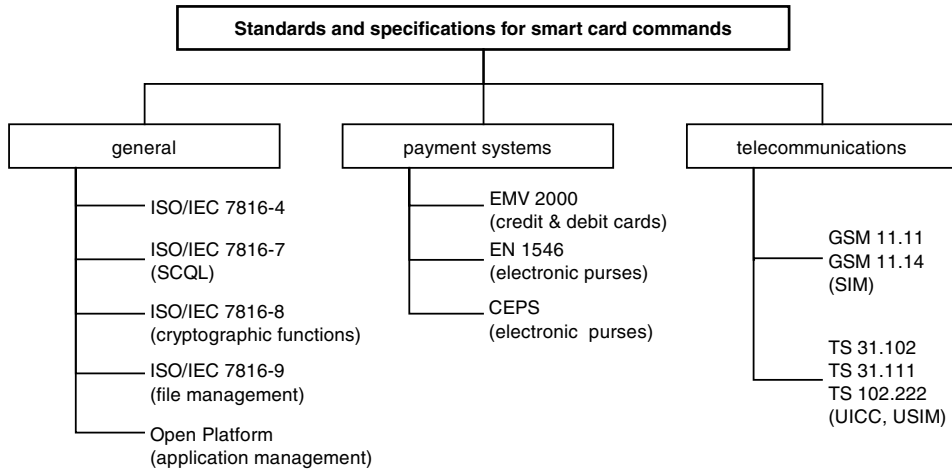 Standards and specifications for smart card commands
general
payment systems
telecommunications
ISO/IEC 7816-4
ISO/IEC 7816-7
(SCQL)
ISO/IEC 7816-8
(cryptographic functions)
ISO/IEC 7816-9
(file management)
Open Platform
(application management)
EMV 2000
(credit & debit cards)
EN 1546
(electronic purses)
CEPS
(electronic purses)
GSM 11.11
GSM 11.14
(SIM)
TS 31.102
TS 31.111
TS 102.222
(UICC, USIM)